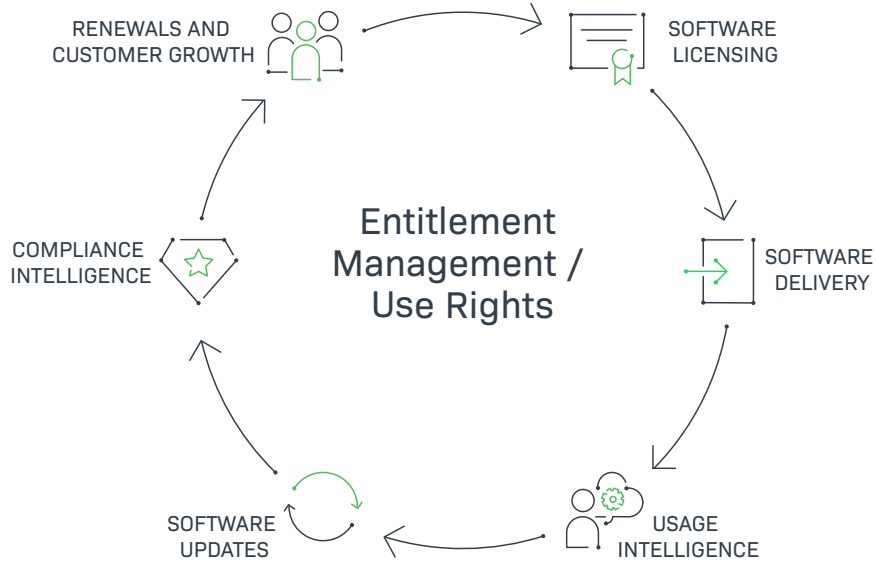 RENEWALS AND
CUSTOMER GROWTH
SOFTWARE
LICENSING
Entitlement
Management /
Use Rights
COMPLIANCE
INTELLIGENCE
SOFTWARE
DELIVERY
SOFTWARE
UPDATES
USAGE
INTELLIGENCE